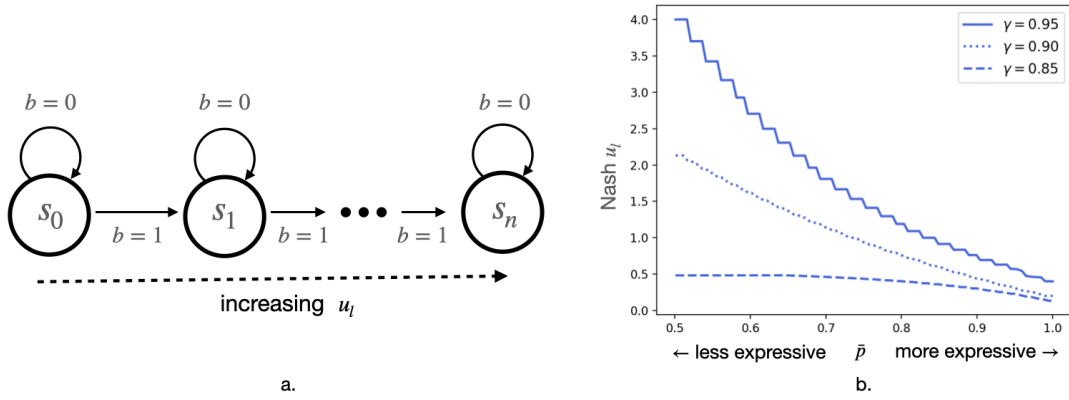 b = 0
b = 0
b = 0
s₀
s₁
sₙ
b = 1
b = 1
b = 1
increasing uₗ
a.
Nash uₗ
4.0
3.5
3.0
2.5
2.0
1.5
1.0
0.5
0.0
γ = 0.95
γ = 0.90
γ = 0.85
0.5 0.6 0.7 0.8 0.9 1.0
← less expressive p̄ more expressive →
b.